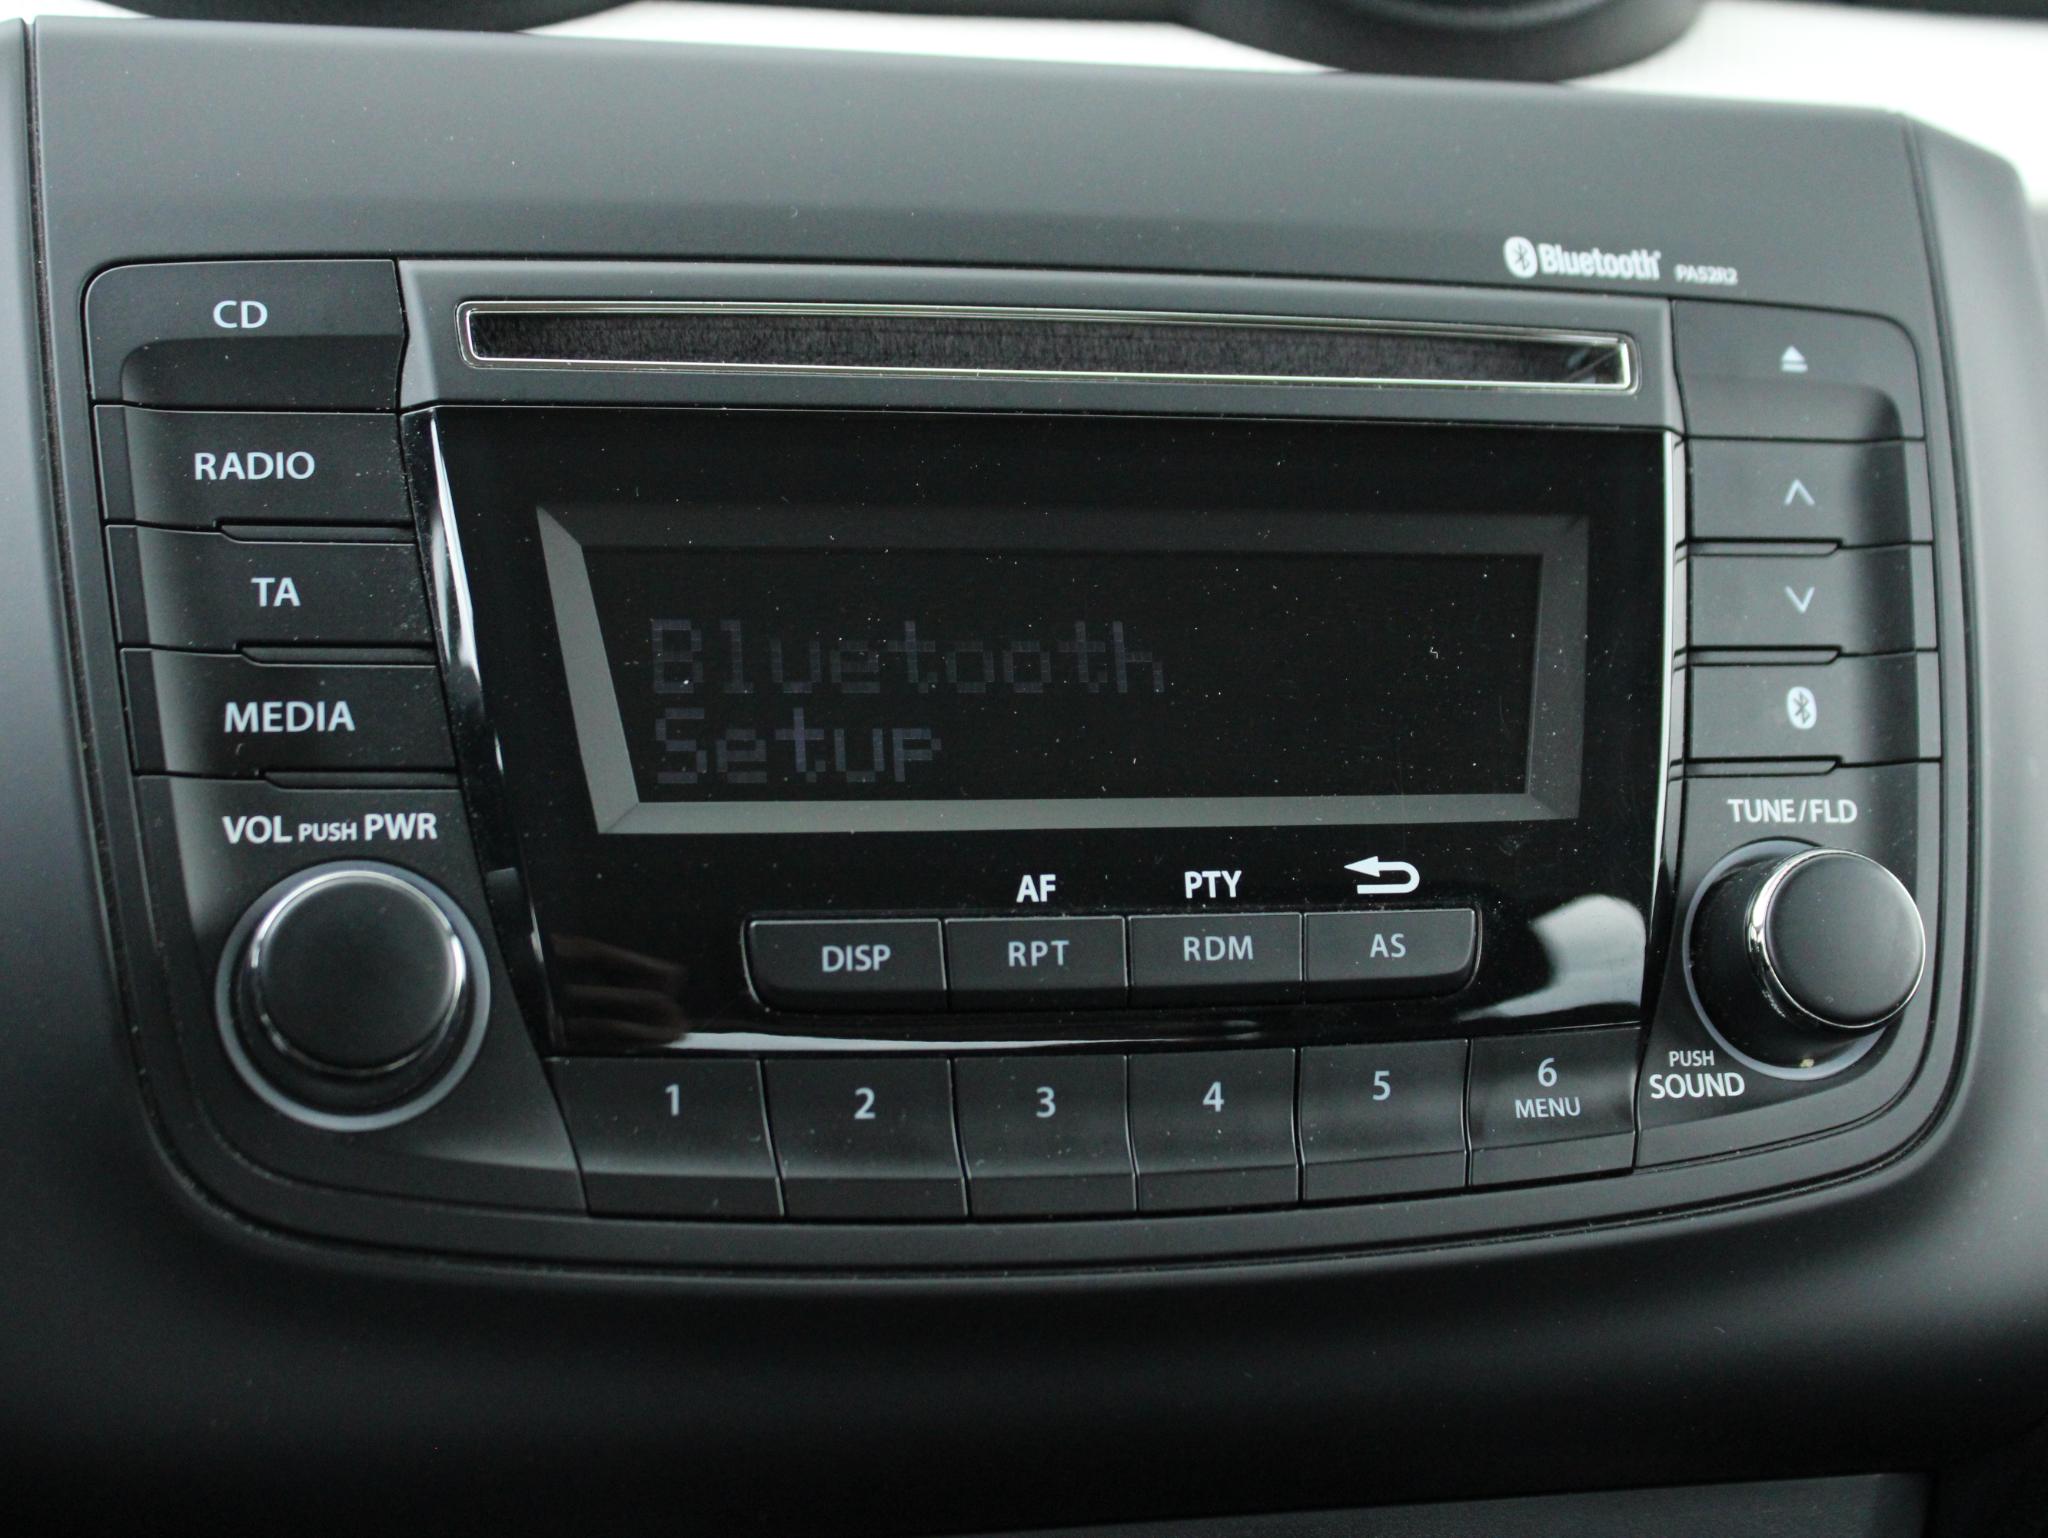 Bluetooth® PA52R2
CD
RADIO
TA
MEDIA
VOL PUSH PWR
Bluetooth
Setup
AF PTY
DISP RPT RDM AS
1 2 3 4 5 6
MENU
TUNE/FLD
PUSH
SOUND